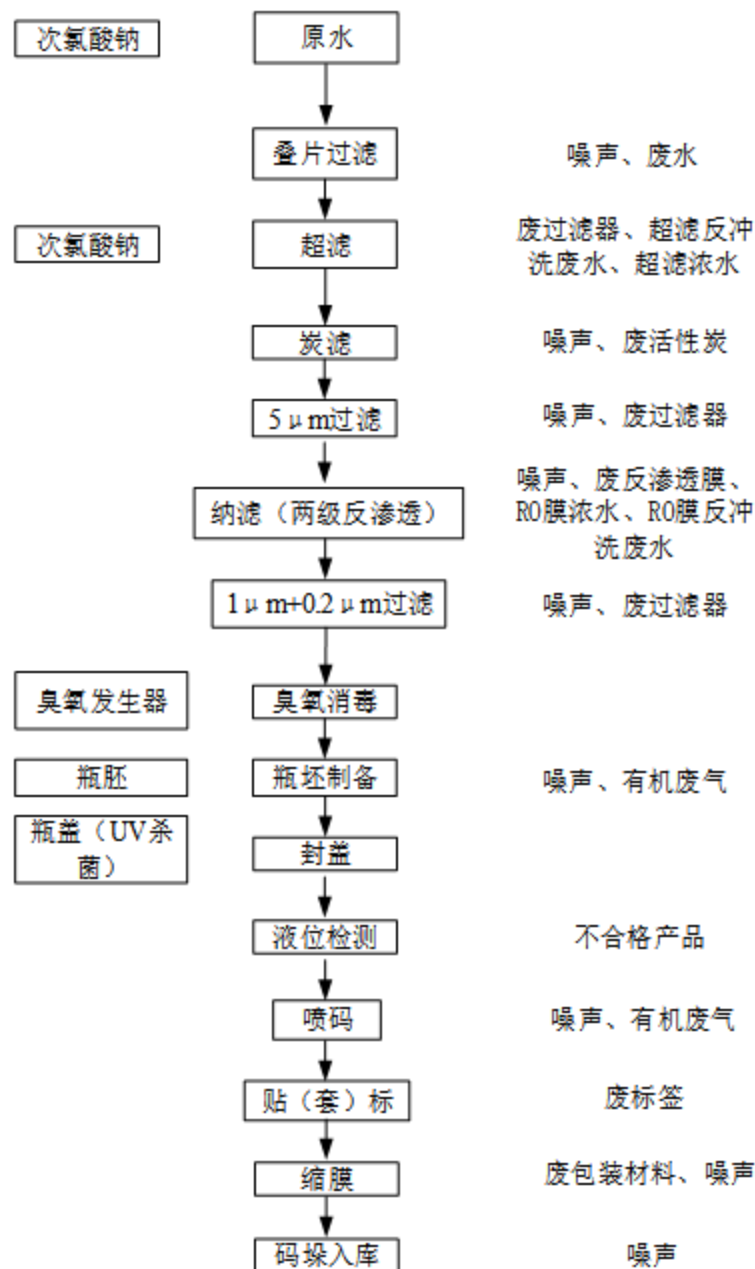 次氯酸钠
原水
叠片过滤
噪声、废水
次氯酸钠
超滤
废过滤器、超滤反冲
洗废水、超滤浓水
炭滤
噪声、废活性炭
5μm过滤
噪声、废过滤器
纳滤（两级反渗透）
噪声、废反渗透膜、
RO膜浓水、RO膜反冲
洗废水
1μm+0.2μm过滤
噪声、废过滤器
臭氧发生器
臭氧消毒
瓶胚
瓶坯制备
噪声、有机废气
瓶盖（UV杀
菌）
封盖
液位检测
不合格产品
喷码
噪声、有机废气
贴（套）标
废标签
缩膜
废包装材料、噪声
码垛入库
噪声